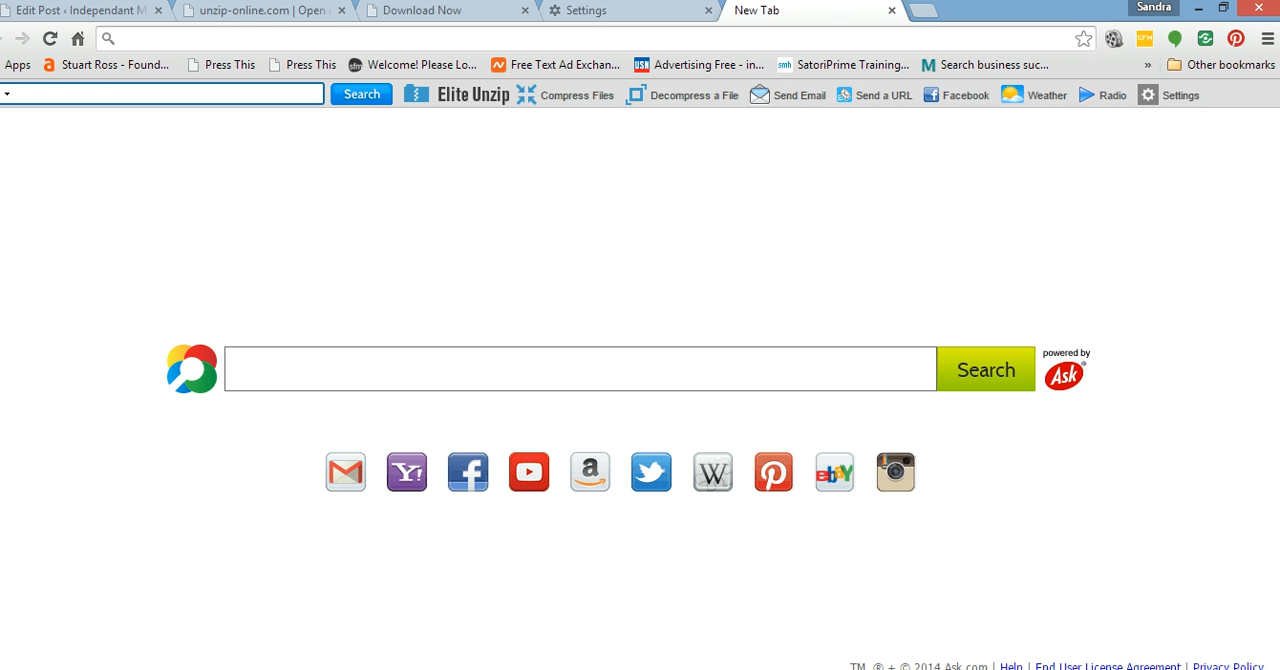 Edit Post ‹ Independant M unzip-online.com | Open Download Now Settings New Tab Sandra
Apps Stuart Ross - Found... Press This Press This sfm Welcome! Please Lo... Free Text Ad Exchan... Advertising Free - in... smh SatoriPrime Training... M Search business suc... » Other bookmarks
Search Elite Unzip Compress Files Decompress a File Send Email Send a URL Facebook Weather Radio Settings
Search powered by Ask®
Y! f a W ebay
TM, ® + © 2014 Ask.com | Help | End User License Agreement | Privacy Policy